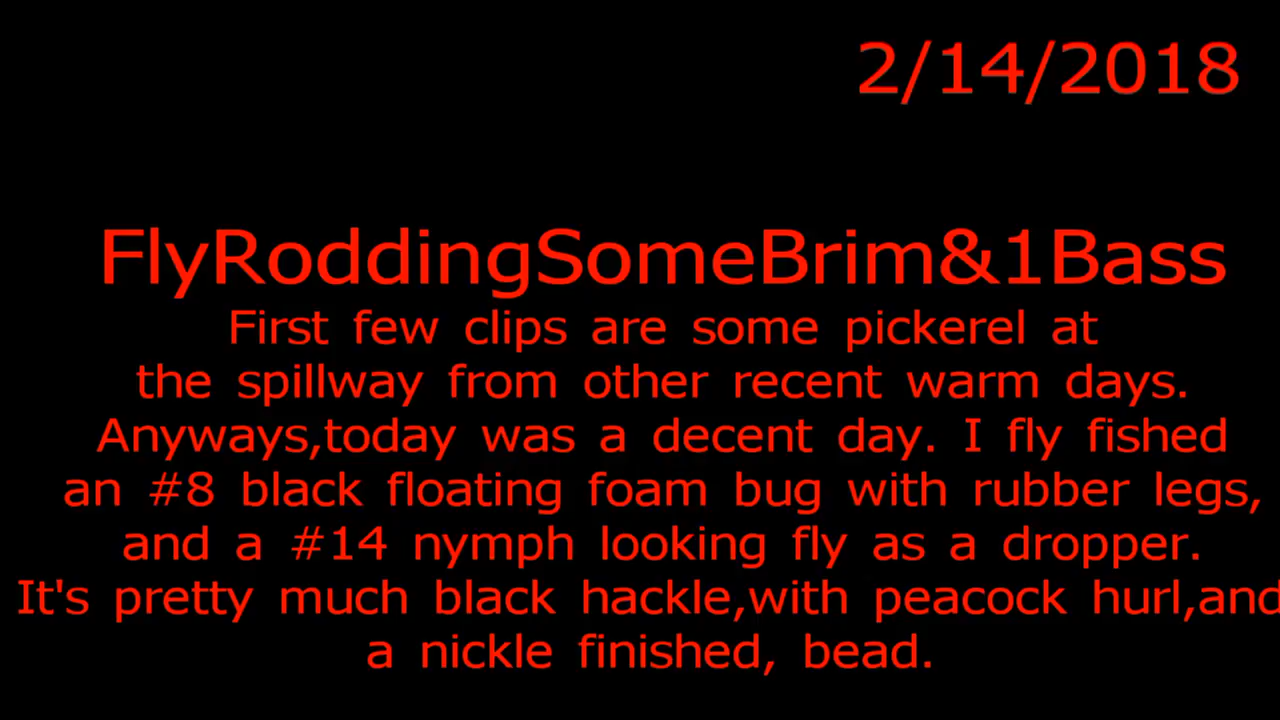 2/14/2018
FlyRoddingSomeBrim&1Bass
First few clips are some pickerel at
the spillway from other recent warm days.
Anyways,today was a decent day. I fly fished
an #8 black floating foam bug with rubber legs,
and a #14 nymph looking fly as a dropper.
It's pretty much black hackle,with peacock hurl,and
a nickle finished, bead.